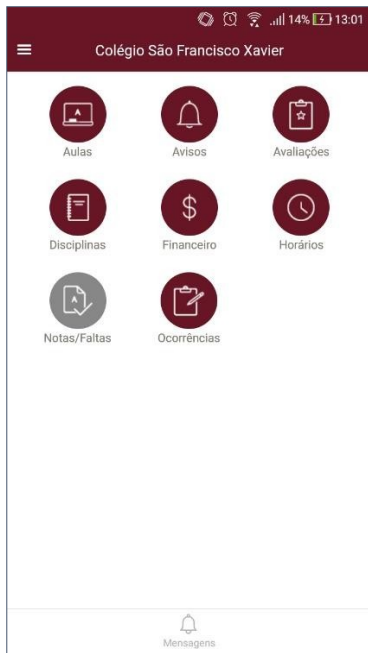 14% 13:01
Colégio São Francisco Xavier
Aulas Avisos Avaliações
Disciplinas Financeiro Horários
Notas/Faltas Ocorrências
Mensagens